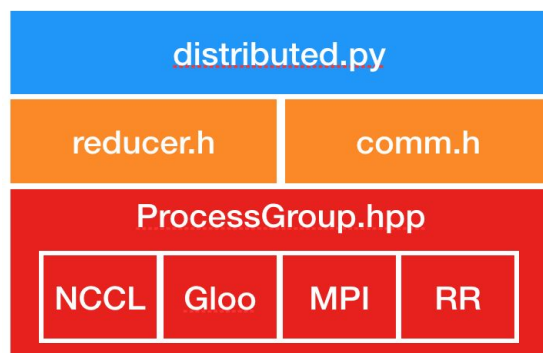 distributed.py
reducer.h comm.h
ProcessGroup.hpp
NCCL Gloo MPI RR